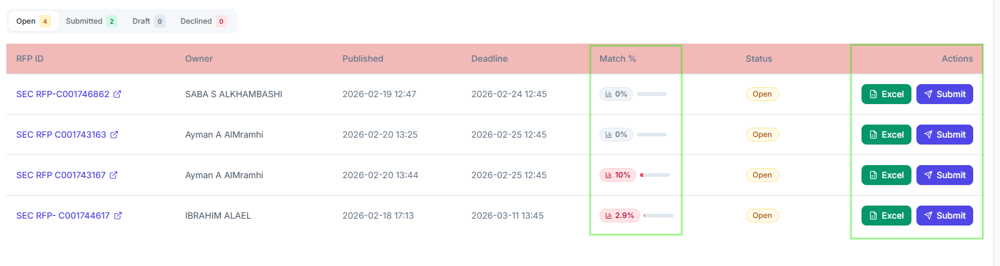 Open 4 Submitted 2 Draft 0 Declined 0
RFP ID Owner Published Deadline Match % Status Actions
SEC RFP-C001746862 SABA S ALKHAMBASHI 2026-02-19 12:47 2026-02-24 12:45 0% Open Excel Submit
SEC RFP C001743163 Ayman A AlMramhi 2026-02-20 13:25 2026-02-25 12:45 0% Open Excel Submit
SEC RFP C001743167 Ayman A AlMramhi 2026-02-20 13:44 2026-02-25 12:45 10% Open Excel Submit
SEC RFP- C001744617 IBRAHIM ALAEL 2026-02-18 17:13 2026-03-11 13:45 2.9% Open Excel Submit